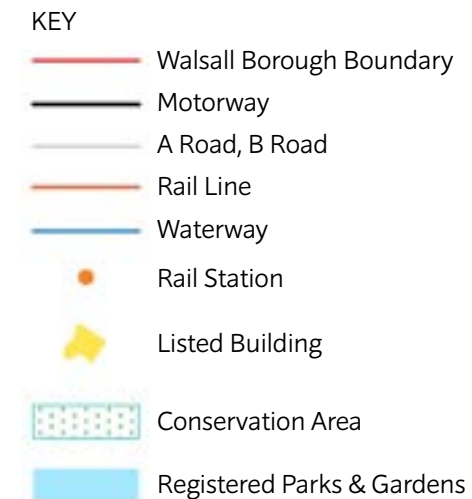 KEY
Walsall Borough Boundary
Motorway
A Road, B Road
Rail Line
Waterway
Rail Station
Listed Building
Conservation Area
Registered Parks & Gardens